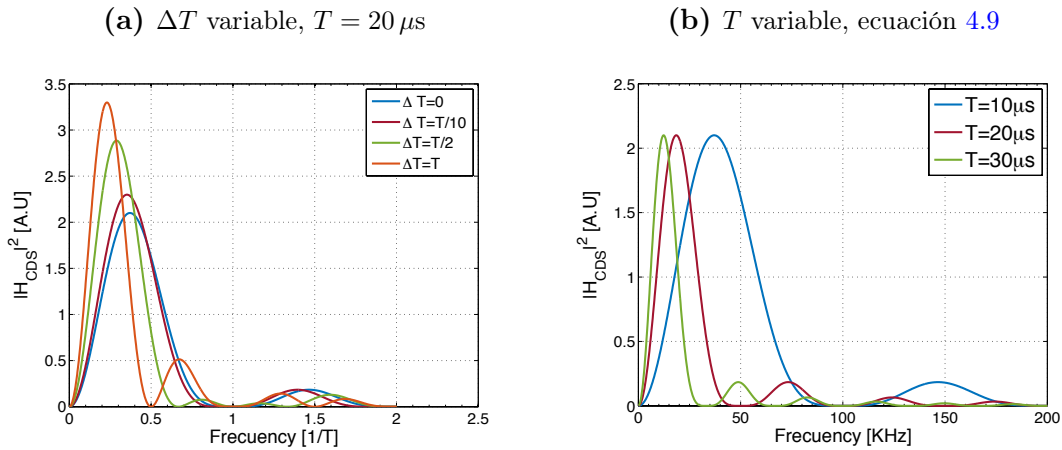 (a) ΔT variable, T = 20 μs
3.5
3
2.5
2
1.5
1
0.5
0
|H_CDS|² [A.U]
Δ T=0
Δ T=T/10
ΔT=T/2
ΔT=T
0
0.5
1.0
1.5
2.0
2.5
Frecuency [1/T]
(b) T variable, ecuación 4.9
2.5
2
1.5
1
0.5
0
|H_CDS|² [A.U]
T=10μs
T=20μs
T=30μs
0
50
100
150
200
Frecuency [KHz]